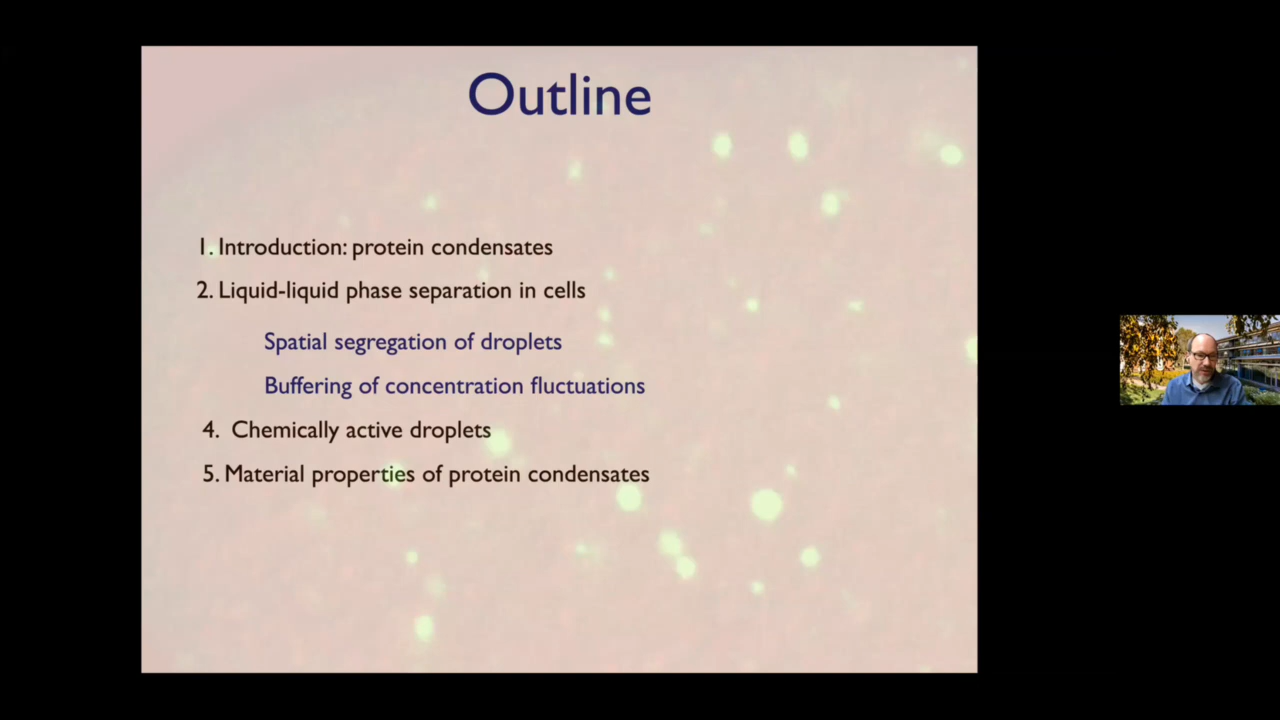 Outline
1. Introduction: protein condensates
2. Liquid-liquid phase separation in cells
Spatial segregation of droplets
Buffering of concentration fluctuations
4. Chemically active droplets
5. Material properties of protein condensates